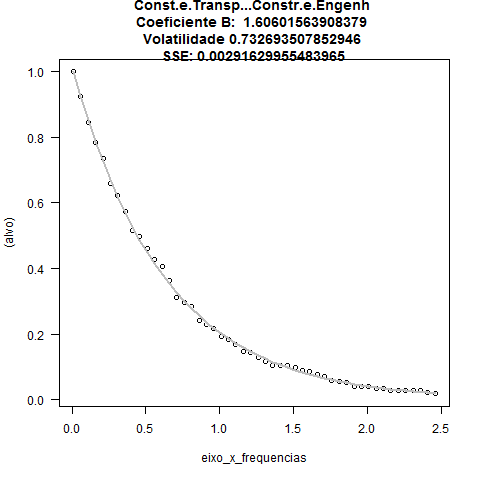 Const.e.Transp...Constr.e.Engenh
Coeficiente B:  1.60601563908379
Volatilidade 0.732693507852946
SSE: 0.00291629955483965
1.0
0.8
0.6
0.4
0.2
0.0
(alvo)
0.0 0.5 1.0 1.5 2.0 2.5
eixo_x_frequencias